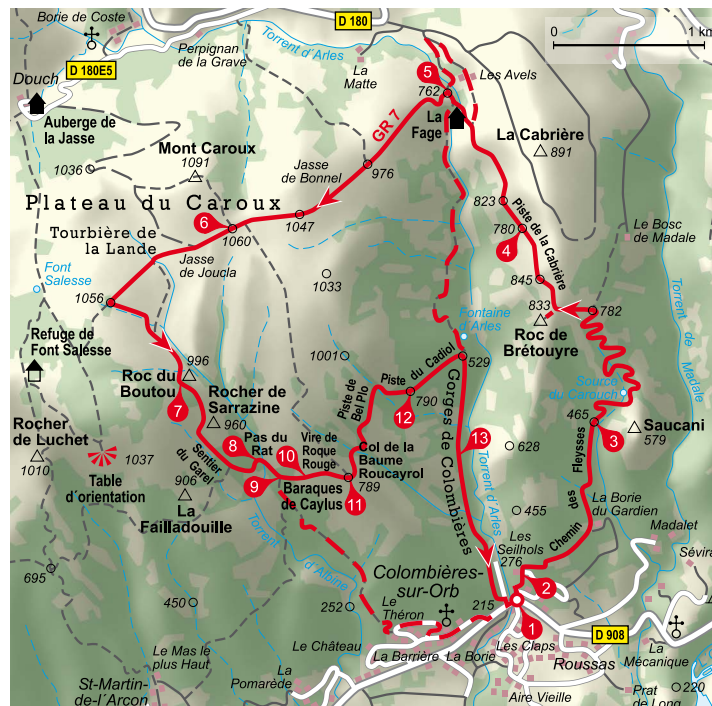 Borie de Coste
D 180
0
1 km
Torrent d'Arles
Perpignan
de la Grave
D 180E5
Douch
La
Matte
5
Les Avels
762
Auberge de
la Jasse
GR 7
La
Fage
La Cabrière
891
Mont Caroux
1091
1036
Jasse
de Bonnel
976
Plateau du Caroux
6
1047
823
780
4
Piste de la Cabrière
Le Bosc
de Madale
Tourbière de
la Lande
1060
Jasse
de Joucla
Font
Salesse
1033
845
Torrent de Madale
1056
833
782
Fontaine
d'Arles
Roc de
Brétouyre
Refuge de
Font Salesse
996
1001
Piste du Cadiol
529
Roc du
Boutou
Piste de
Bel Plo
790
Source
du Carouch
7
Rocher de
Sarrazine
960
12
465
3
Saucani
579
Rocher
de Luchet
1010
8
Pas du
Rat
10
Vire de
Roque
Rouge
Col de la
Baume
Roucayrol
13
628
Gorges de Colombières
Torrent d'Arles
Chemin des Fleysses
1037
Table
d'orientation
Sentier
du Garel
9
Baraques
de Caylus
789
11
906
La
Failladouille
455
La Borie
du Gardien
Torrent
d'Albine
Les
Seilhols
276
Madalet
695
450
252
Colombières-
sur-Orb
Le
Théron
215
2
1
Sévira
D 908
Le Château
La Barrière
La Borie
Les Claps
Roussas
La
Mécanique
Le Mas le
plus Haut
La
Pomarède
St-Martin-
de-l'Arçon
Aire Vieille
Prat
de Long
220